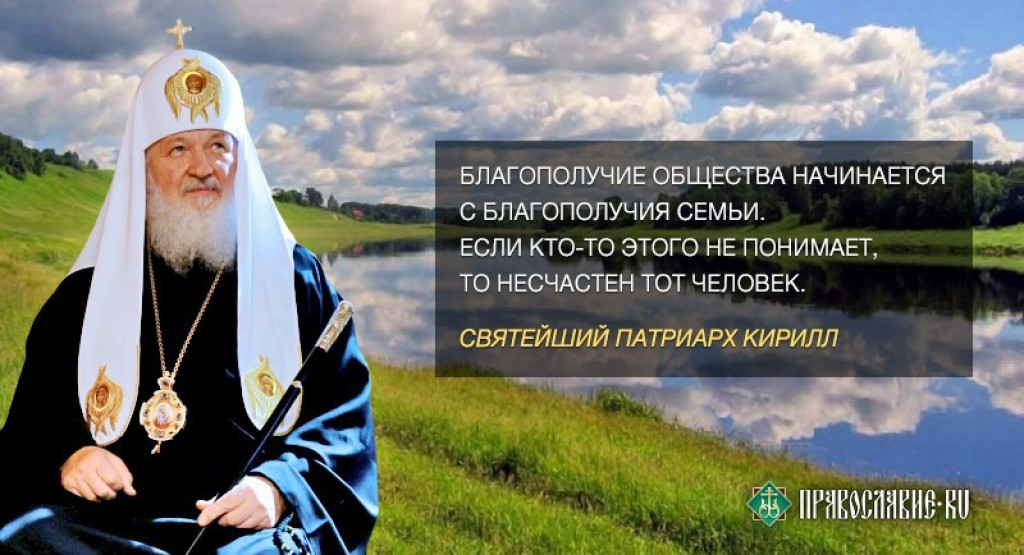 БЛАГОПОЛУЧИЕ ОБЩЕСТВА НАЧИНАЕТСЯ
С БЛАГОПОЛУЧИЯ СЕМЬИ.
ЕСЛИ КТО-ТО ЭТОГО НЕ ПОНИМАЕТ,
ТО НЕСЧАСТЕН ТОТ ЧЕЛОВЕК.
СВЯТЕЙШИЙ ПАТРИАРХ КИРИЛЛ
ПРАВОСЛАВИЕ·RU